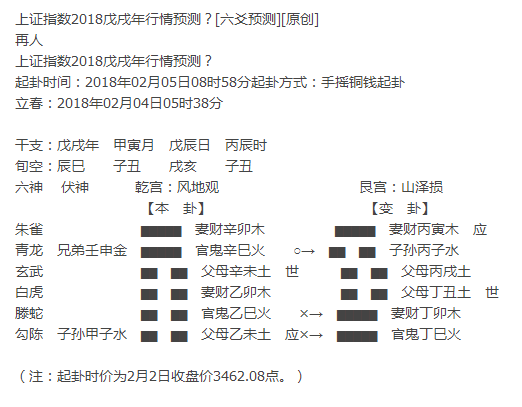 上证指数2018戊戌年行情预测？[六爻预测][原创]
再人
上证指数2018戊戌年行情预测？
起卦时间：2018年02月05日08时58分起卦方式：手摇铜钱起卦
立春：2018年02月04日05时38分
干支：戊戌年 甲寅月 戊辰日 丙辰时
旬空：辰巳 子丑 戌亥 子丑
六神 伏神 乾宫：风地观 艮宫：山泽损
【本 卦】 【变 卦】
朱雀 妻财辛卯木 妻财丙寅木 应
青龙 兄弟壬申金 官鬼辛巳火 ○→ 子孙丙子水
玄武 父母辛未土 世 父母丙戌土
白虎 妻财乙卯木 父母丁丑土 世
螣蛇 官鬼乙巳火 ×→ 妻财丁卯木
勾陈 子孙甲子水 父母乙未土 应×→ 官鬼丁巳火
（注：起卦时价为2月2日收盘价3462.08点。）